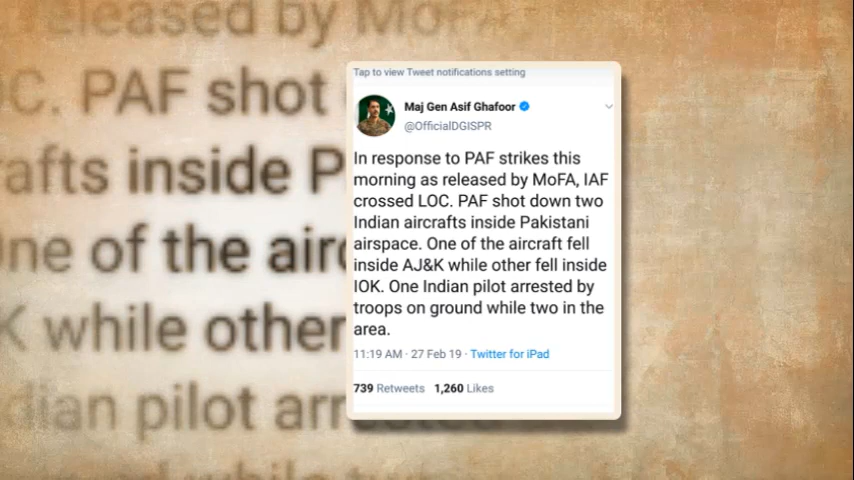 Tap to view Tweet notifications setting
Maj Gen Asif Ghafoor
@OfficialDGISPR
In response to PAF strikes this
morning as released by MoFA, IAF
crossed LOC. PAF shot down two
Indian aircrafts inside Pakistani
airspace. One of the aircraft fell
inside AJ&K while other fell inside
IOK. One Indian pilot arrested by
troops on ground while two in the
area.
11:19 AM · 27 Feb 19 · Twitter for iPad
739 Retweets 1,260 Likes
eleased by Mo
C. PAF shot
afts inside P
ne of the airc
K while other
dian pilot arr